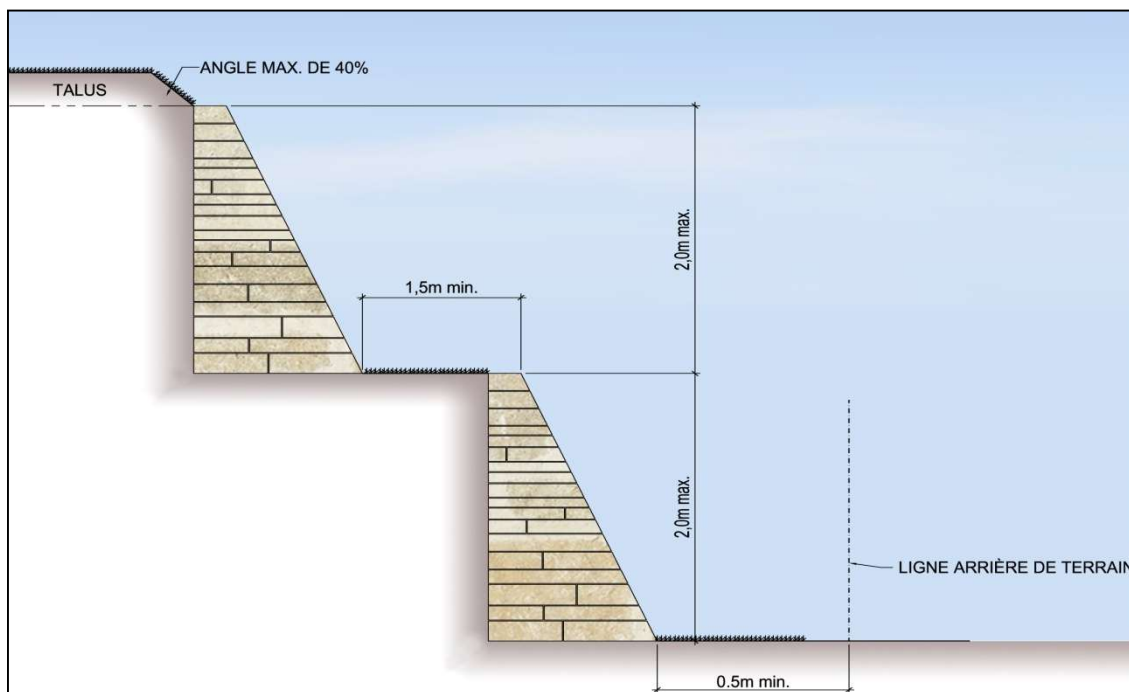 ANGLE MAX. DE 40%
TALUS
2,0m max.
1,5m min.
2,0m max.
LIGNE ARRIÈRE DE TERRAIN
0.5m min.